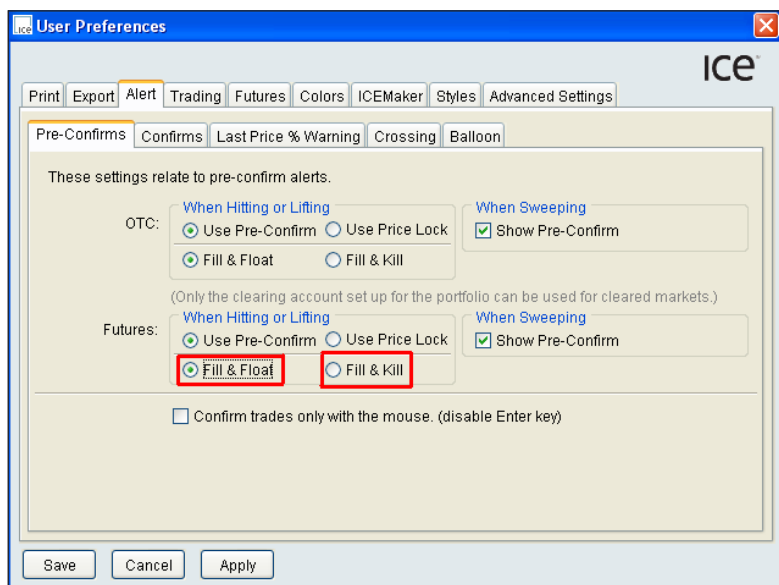 ice User Preferences
ice
Print Export Alert Trading Futures Colors ICEMaker Styles Advanced Settings
Pre-Confirms Confirms Last Price % Warning Crossing Balloon
These settings relate to pre-confirm alerts.
When Hitting or Lifting When Sweeping
OTC: Use Pre-Confirm Use Price Lock Show Pre-Confirm
Fill & Float Fill & Kill
(Only the clearing account set up for the portfolio can be used for cleared markets.)
When Hitting or Lifting When Sweeping
Futures: Use Pre-Confirm Use Price Lock Show Pre-Confirm
Fill & Float Fill & Kill
Confirm trades only with the mouse. (disable Enter key)
Save Cancel Apply